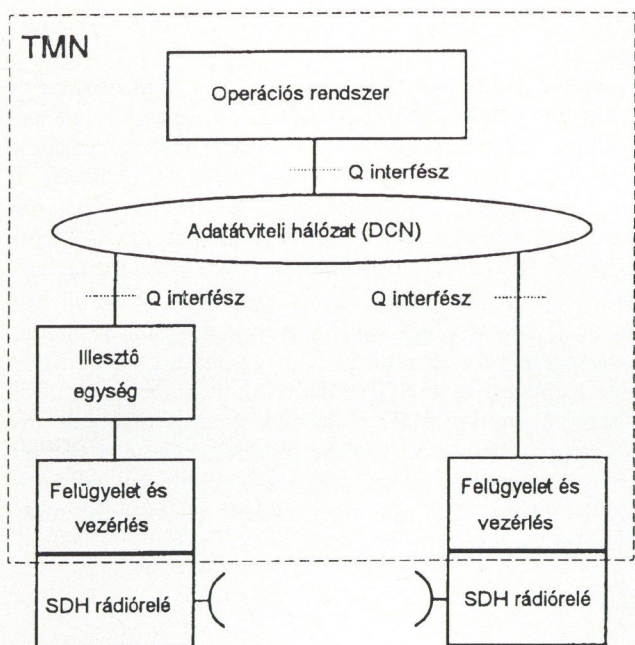 TMN
Operációs rendszer
Q interfész
Adatátviteli hálózat (DCN)
Q interfész
Q interfész
Illesztő
egység
Felügyelet és
vezérlés
Felügyelet és
vezérlés
SDH rádiórelé
SDH rádiórelé